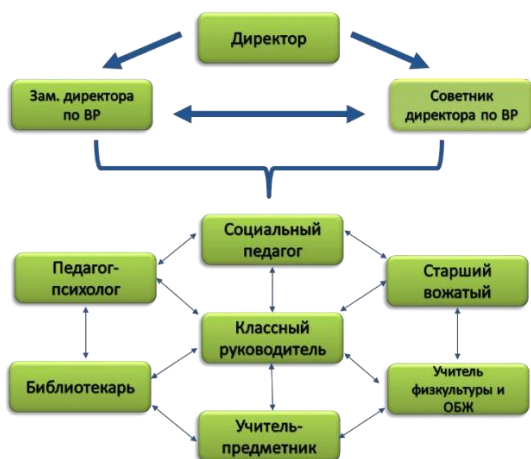 Директор
Зам. директора
по ВР
Советник
директора по ВР
Социальный
педагог
Педагог-
психолог
Старший
вожатый
Классный
руководитель
Библиотекарь
Учитель
физкультуры и
ОБЖ
Учитель-
предметник